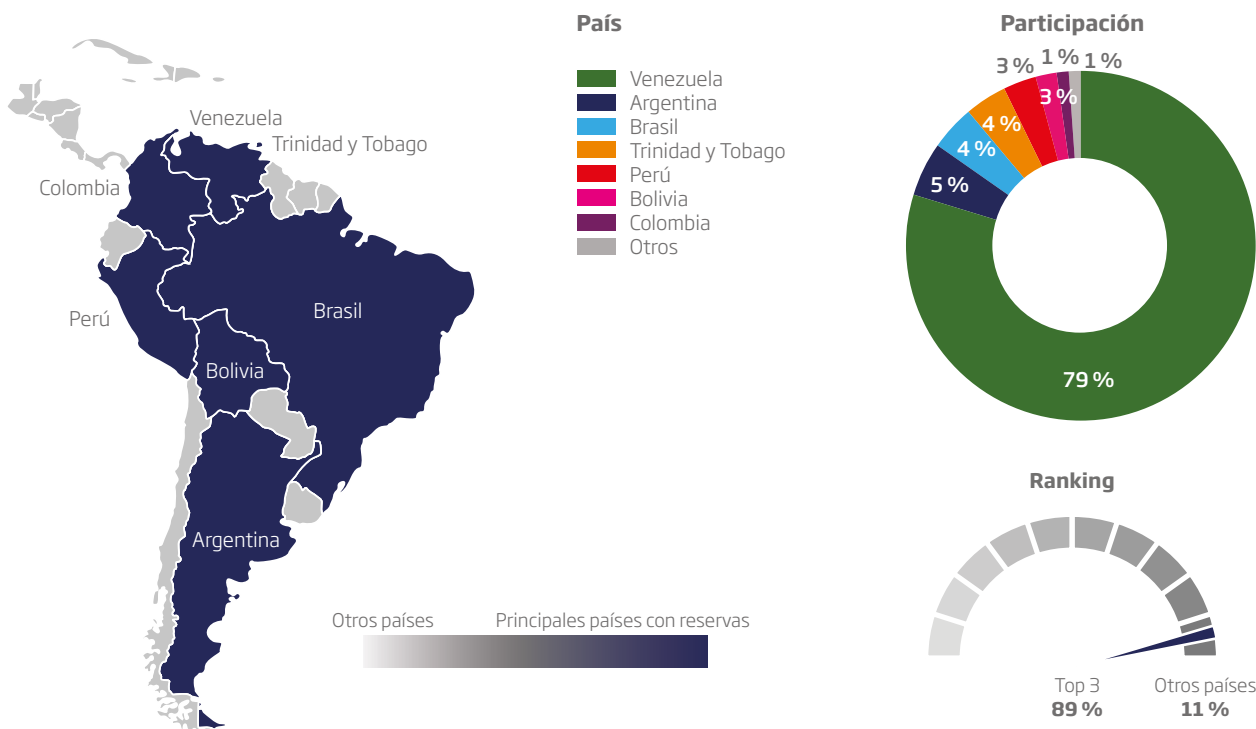 Venezuela
Trinidad y Tobago
Colombia
Perú
Brasil
Bolivia
Argentina
Otros países
Principales países con reservas
País
Venezuela
Argentina
Brasil
Trinidad y Tobago
Perú
Bolivia
Colombia
Otros
Participación
3 %
1 %
1 %
3 %
4 %
4 %
5 %
79 %
Ranking
Top 3
89 %
Otros países
11 %